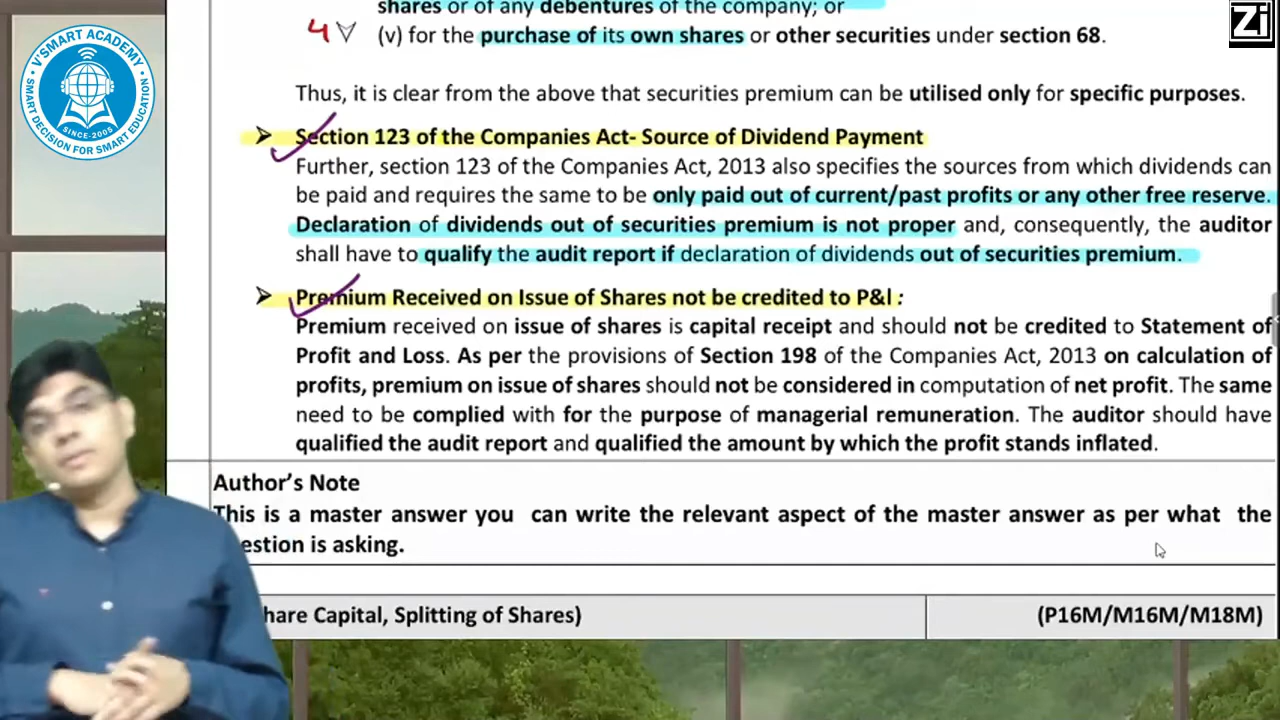 shares or of any debentures of the company; or
4 (v) for the purchase of its own shares or other securities under section 68.
Thus, it is clear from the above that securities premium can be utilised only for specific purposes.
➢ Section 123 of the Companies Act- Source of Dividend Payment
Further, section 123 of the Companies Act, 2013 also specifies the sources from which dividends can
be paid and requires the same to be only paid out of current/past profits or any other free reserve.
Declaration of dividends out of securities premium is not proper and, consequently, the auditor
shall have to qualify the audit report if declaration of dividends out of securities premium.
➢ Premium Received on Issue of Shares not be credited to P&l :
Premium received on issue of shares is capital receipt and should not be credited to Statement of
Profit and Loss. As per the provisions of Section 198 of the Companies Act, 2013 on calculation of
profits, premium on issue of shares should not be considered in computation of net profit. The same
need to be complied with for the purpose of managerial remuneration. The auditor should have
qualified the audit report and qualified the amount by which the profit stands inflated.
Author's Note
This is a master answer you can write the relevant aspect of the master answer as per what the
estion is asking.
hare Capital, Splitting of Shares) (P16M/M16M/M18M)
V'SMART ACADEMY
SINCE-2005
SMART DECISION FOR SMART EDUCATION
Zi